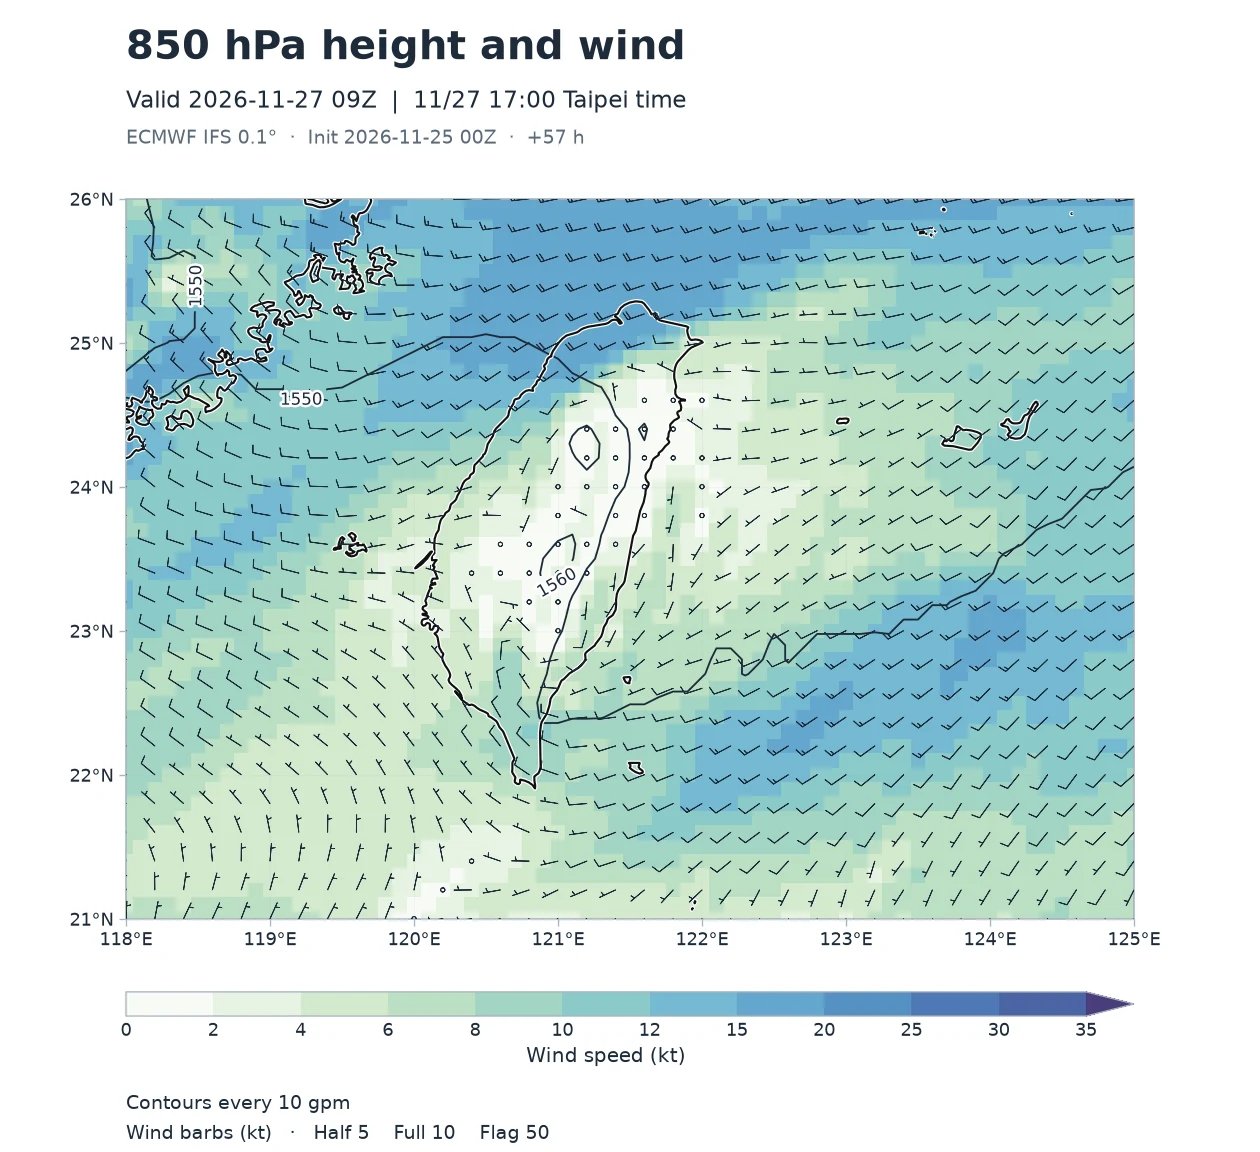 850 hPa height and wind
Valid 2026-11-27 09Z | 11/27 17:00 Taipei time
ECMWF IFS 0.1° · Init 2026-11-25 00Z · +57 h
26°N
1550
25°N
1550
24°N
1560
23°N
22°N
21°N
118°E 119°E 120°E 121°E 122°E 123°E 124°E 125°E
0 2 4 6 8 10 12 15 20 25 30 35
Wind speed (kt)
Contours every 10 gpm
Wind barbs (kt) · Half 5 Full 10 Flag 50